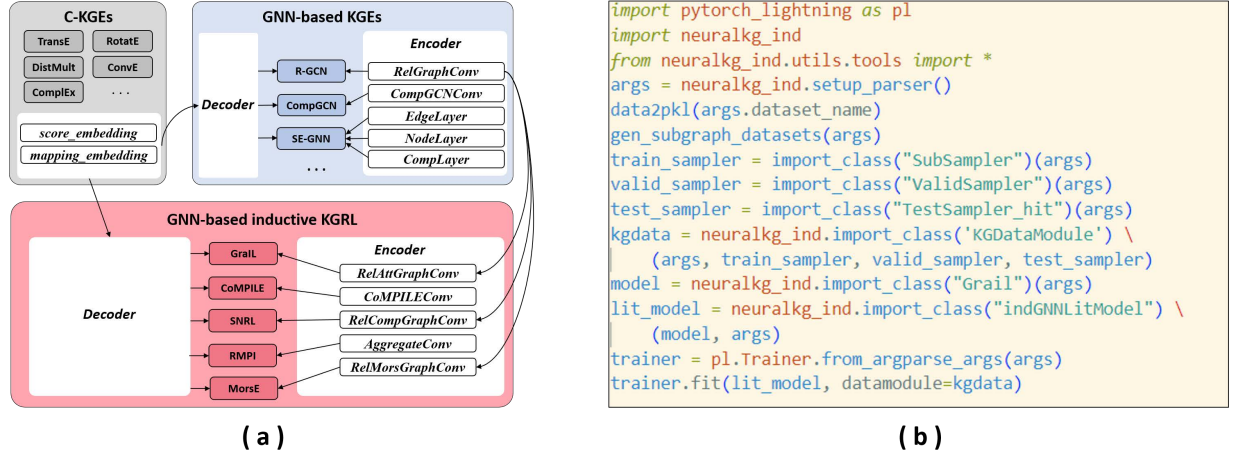 C-KGEs
TransE RotatE
DistMult ConvE
ComplEx ...
score_embedding
mapping_embedding
GNN-based KGEs
Decoder
R-GCN
CompGCN
SE-GNN
...
Encoder
RelGraphConv
CompGCNConv
EdgeLayer
NodeLayer
CompLayer
GNN-based inductive KGRL
Decoder
GraIL
CoMPILE
SNRL
RMPI
MorsE
Encoder
RelAttGraphConv
CoMPILEConv
RelCompGraphConv
AggregateConv
RelMorsGraphConv
( a )
import pytorch_lightning as pl
import neuralkg_ind
from neuralkg_ind.utils.tools import *
args = neuralkg_ind.setup_parser()
data2pkl(args.dataset_name)
gen_subgraph_datasets(args)
train_sampler = import_class("SubSampler")(args)
valid_sampler = import_class("ValidSampler")(args)
test_sampler = import_class("TestSampler_hit")(args)
kgdata = neuralkg_ind.import_class('KGDataModule') \
(args, train_sampler, valid_sampler, test_sampler)
model = neuralkg_ind.import_class("Grail")(args)
lit_model = neuralkg_ind.import_class("indGNNLitModel") \
(model, args)
trainer = pl.Trainer.from_argparse_args(args)
trainer.fit(lit_model, datamodule=kgdata)
( b )